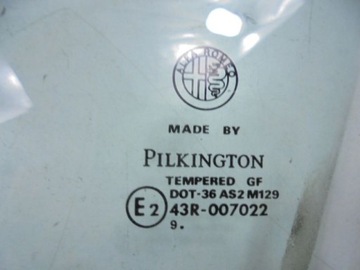 ALFA ROMEO
MADE BY
PILKINGTON
TEMPERED GF
DOT-36 AS2 M129
E2 43R-007022
9.